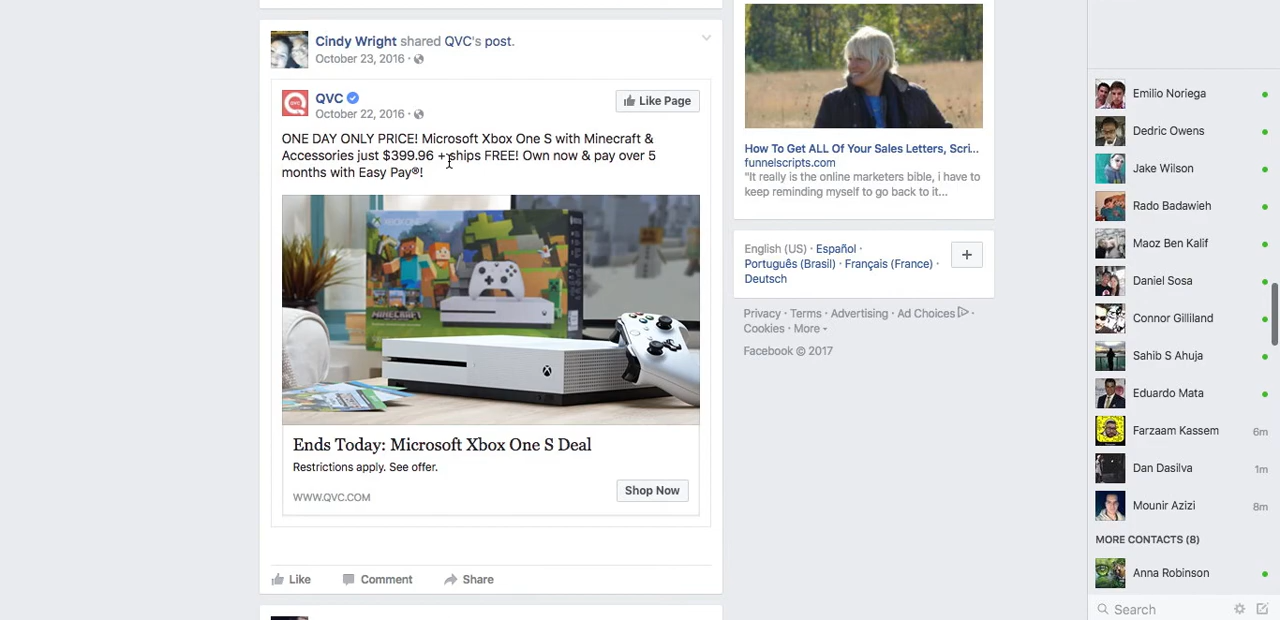 Cindy Wright shared QVC's post.
October 23, 2016 ·
QVC
October 22, 2016 ·
Like Page
ONE DAY ONLY PRICE! Microsoft Xbox One S with Minecraft &
Accessories just $399.96 + ships FREE! Own now & pay over 5
months with Easy Pay®!
XBOX ONE S
MINECRAFT
Ends Today: Microsoft Xbox One S Deal
Restrictions apply. See offer.
WWW.QVC.COM
Shop Now
Like
Comment
Share
How To Get ALL Of Your Sales Letters, Scri...
funnelscripts.com
"It really is the online marketers bible, i have to
keep reminding myself to go back to it...
English (US) · Español ·
Português (Brasil) · Français (France) ·
Deutsch
Privacy · Terms · Advertising · Ad Choices ·
Cookies · More
Facebook © 2017
Emilio Noriega
Dedric Owens
Jake Wilson
Rado Badawieh
Maoz Ben Kalif
Daniel Sosa
Connor Gilliland
Sahib S Ahuja
Eduardo Mata
Farzaam Kassem 6m
Dan Dasilva 1m
Mounir Azizi 8m
MORE CONTACTS (8)
Anna Robinson
Search